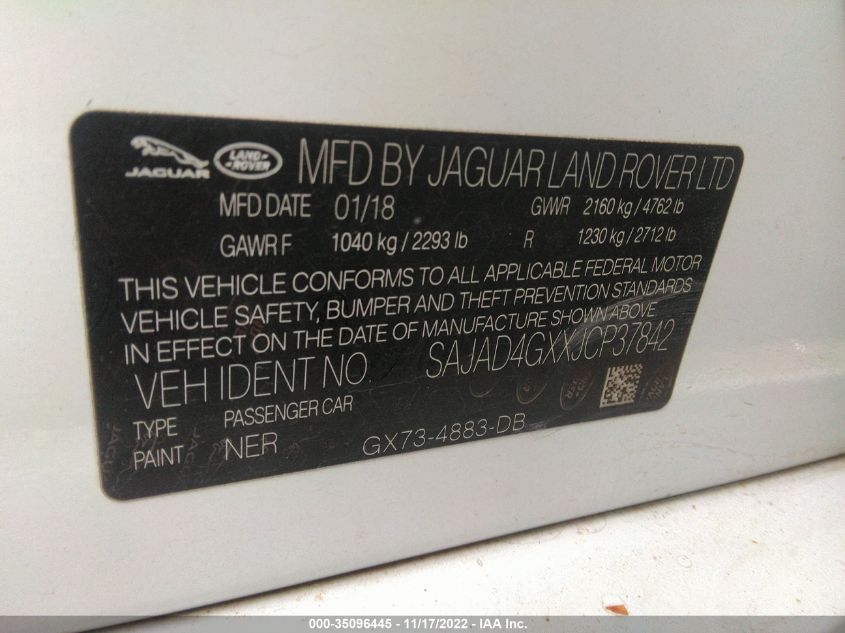 JAGUAR LAND ROVER MFD BY JAGUAR LAND ROVER LTD
MFD DATE 01/18 GVWR 2160 kg / 4762 lb
GAWR F 1040 kg / 2293 lb R 1230 kg / 2712 lb
THIS VEHICLE CONFORMS TO ALL APPLICABLE FEDERAL MOTOR
VEHICLE SAFETY, BUMPER AND THEFT PREVENTION STANDARDS
IN EFFECT ON THE DATE OF MANUFACTURE SHOWN ABOVE
VEH IDENT NO SAJAD4GXXJCP37842
TYPE PASSENGER CAR
PAINT NER GX73-4883-DB
000-35096445 - 11/17/2022 - IAA Inc.